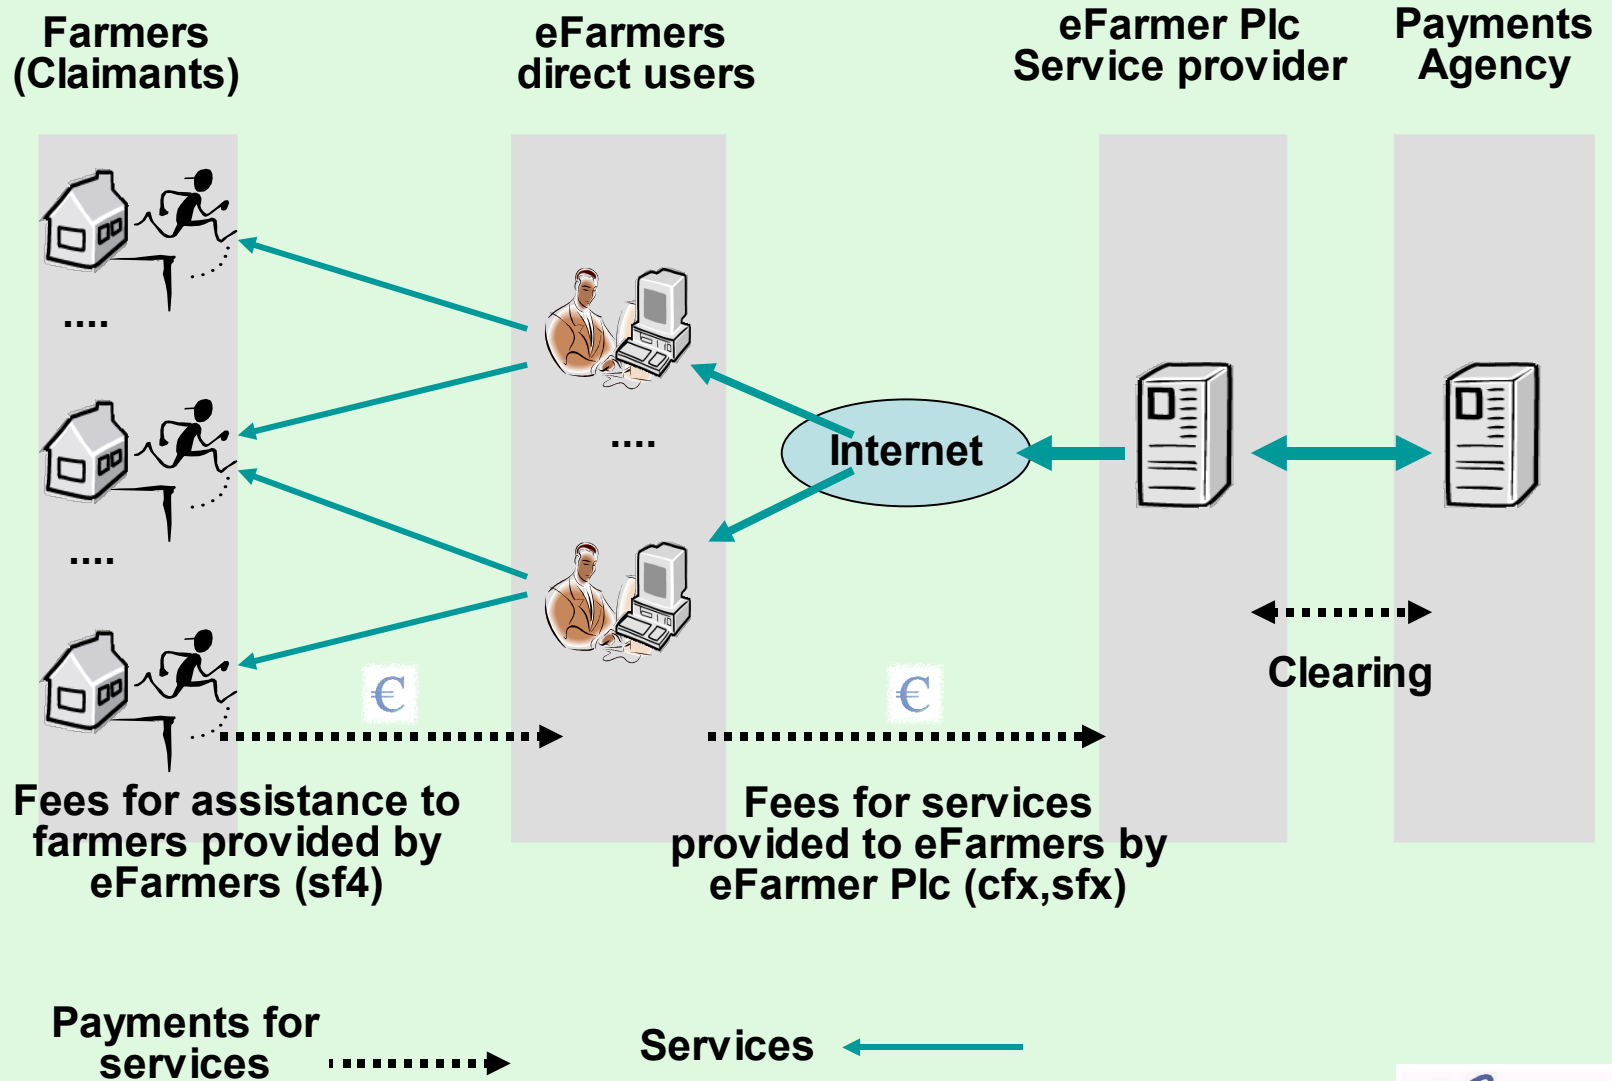 Farmers
(Claimants)
eFarmers
direct users
eFarmer Plc
Service provider
Payments
Agency
....
....
....
Internet
€
€
Clearing
Fees for assistance to
farmers provided by
eFarmers (sf4)
Fees for services
provided to eFarmers by
eFarmer Plc (cfx,sfx)
Payments for
services
Services